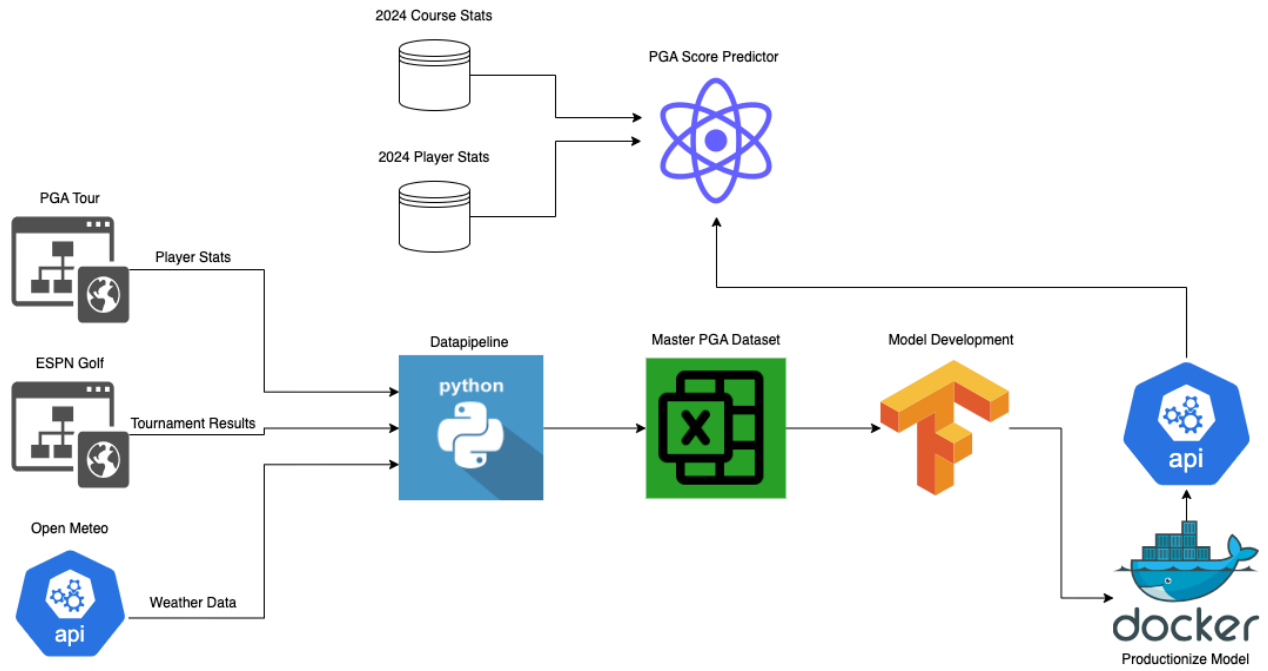 2024 Course Stats
PGA Score Predictor
2024 Player Stats
PGA Tour
Player Stats
ESPN Golf
Tournament Results
Open Meteo
api
Weather Data
Datapipeline
python
Master PGA Dataset
X
Model Development
api
docker
Productionize Model